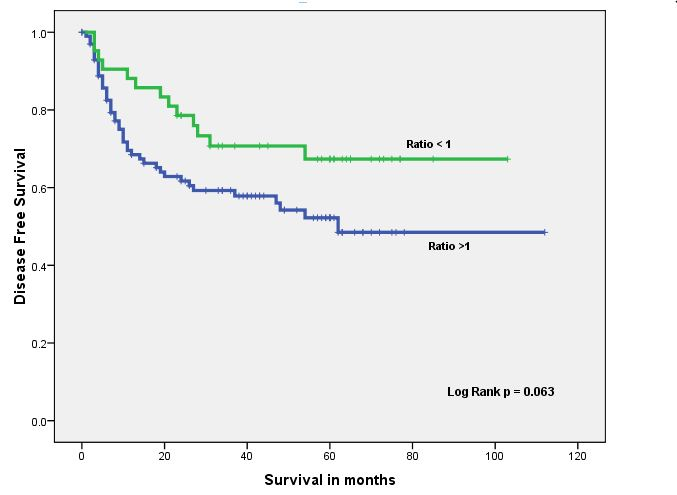 1.0
0.8
Ratio < 1
0.6
Disease Free Survival
Ratio >1
0.4
0.2
Log Rank p = 0.063
0.0
0 20 40 60 80 100 120
Survival in months